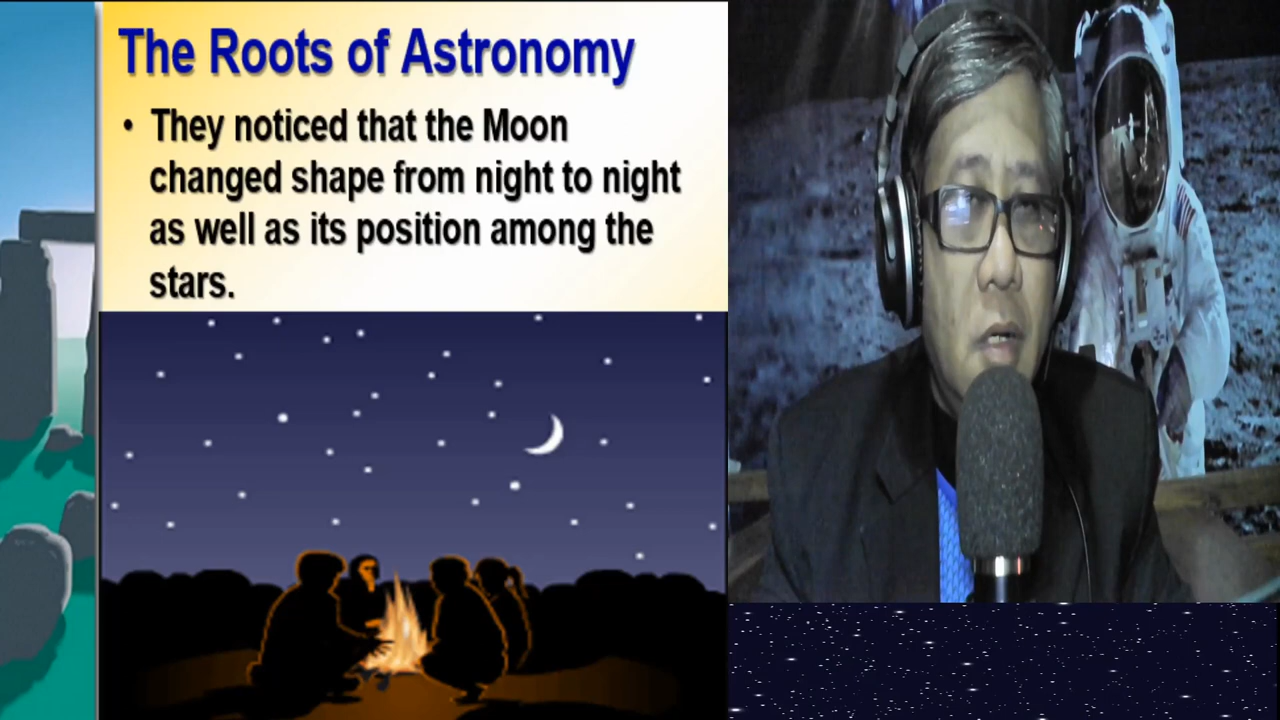 The Roots of Astronomy
• They noticed that the Moon
changed shape from night to night
as well as its position among the
stars.